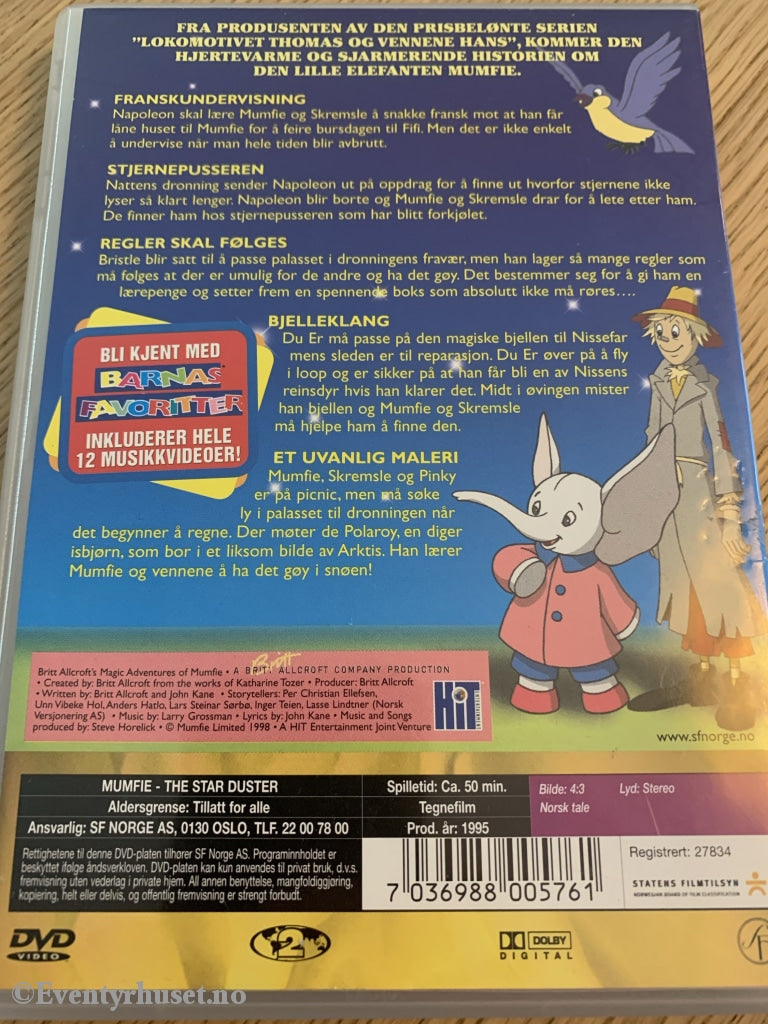 FRA PRODUSENTEN AV DEN PRISBELØNTE SERIEN
"LOKOMOTIVET THOMAS OG VENNENE HANS", KOMMER DEN
HJERTEVARME OG SJARMERENDE HISTORIEN OM
DEN LILLE ELEFANTEN MUMFIE.
FRANSKUNDERVISNING
Napoleon skal lære Mumfie og Skremsle å snakke fransk mot at han får
låne huset til Mumfie for å feire bursdagen til Fifi. Men det er ikke enkelt
å undervise når man hele tiden blir avbrutt.
STJERNEPUSSEREN
Nattens dronning sender Napoleon ut på oppdrag for å finne ut hvorfor stjernene ikke
lyser så klart lenger. Napoleon blir borte og Mumfie og Skremsle drar for å lete etter ham.
De finner ham hos stjernepusseren som har blitt forkjølet.
REGLER SKAL FØLGES
Bristle blir satt til å passe palasset i dronningens fravær, men han lager så mange regler som
må følges at der er umulig for de andre og ha det gøy. Det bestemmer seg for å gi ham en
lærepenge og setter frem en spennende boks som absolutt ikke må røres....
BJELLEKLANG
Du Er må passe på den magiske bjellen til Nissefar
mens sleden er til reparasjon. Du Er øver på å fly
i loop og er sikker på at han får bli en av Nissens
reinsdyr hvis han klarer det. Midt i øvingen mister
han bjellen og Mumfie og Skremsle
må hjelpe ham å finne den.
BLI KJENT MED
BARNAS
FAVORITTER
INKLUDERER HELE
12 MUSIKKVIDEOER!
ET UVANLIG MALERI
Mumfie, Skremsle og Pinky
er på picnic, men må søke
ly i palasset til dronningen når
det begynner å regne. Der møter de Polaroy, en diger
isbjørn, som bor i et liksom bilde av Arktis. Han lærer
Mumfie og vennene å ha det gøy i snøen!
Britt Allcroft's Magic Adventures of Mumfie • A BRITT ALLCROFT COMPANY PRODUCTION
• Created by: Britt Allcroft from the works of Katharine Tozer • Producer: Britt Allcroft
• Written by: Britt Allcroft and John Kane • Storytellers: Per Christian Ellefsen,
Unn Vibeke Hol, Anders Hatlo, Lars Steinar Sørbø, Inger Teien, Lasse Lindtner (Norsk
Versjonering AS) • Music by: Larry Grossman • Lyrics by: John Kane • Music and Songs
produced by: Steve Horelick • © Mumfie Limited 1998 • A HIT Entertainment Joint Venture
HiT
ENTERTAINMENT
www.sfnorge.no
MUMFIE - THE STAR DUSTER
Aldersgrense: Tillatt for alle
Ansvarlig: SF NORGE AS, 0130 OSLO, TLF. 22 00 78 00
Spilletid: Ca. 50 min.
Tegnefilm
Prod. år: 1995
Bilde: 4:3 Lyd: Stereo
Norsk tale
Rettighetene til denne DVD-platen tilhører SF Norge AS. Programinnholdet er
beskyttet ifølge åndsverkloven. DVD-platen kan kun anvendes til privat bruk, d.v.s.
fremvisning uten vederlag i private hjem. All annen benyttelse, mangfoldiggjøring,
kopiering, helt eller delvis, og offentlig fremvisning er strengt forbudt.
7 036988 005761
Registrert: 27834
STATENS FILMTILSYN
NORWEGIAN BOARD OF FILM CLASSIFICATION
DVD
VIDEO
2
DOLBY
DIGITAL
SF
©Eventyrhuset.no